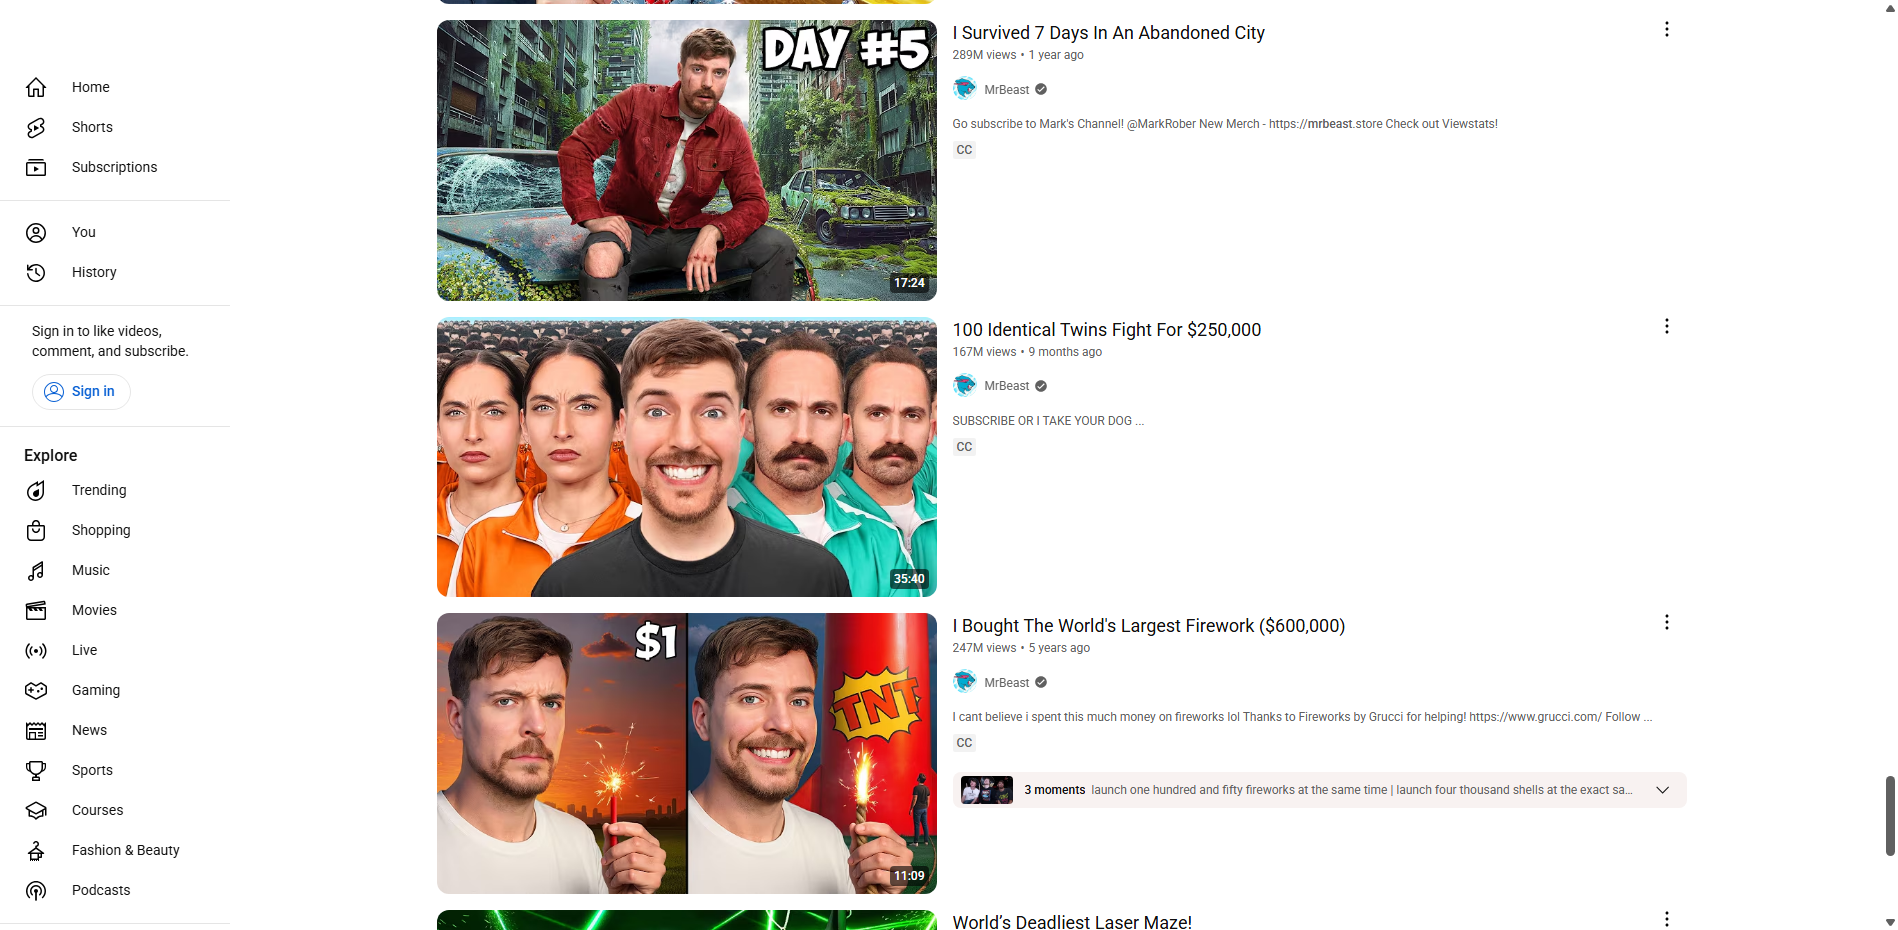 Home
Shorts
Subscriptions
You
History
Sign in to like videos,
comment, and subscribe.
Sign in
Explore
Trending
Shopping
Music
Movies
Live
Gaming
News
Sports
Courses
Fashion & Beauty
Podcasts
DAY #5
17:24
I Survived 7 Days In An Abandoned City
289M views • 1 year ago
MrBeast
Go subscribe to Mark's Channel! @MarkRober New Merch - https://mrbeast.store Check out Viewstats!
CC
35:40
100 Identical Twins Fight For $250,000
167M views • 9 months ago
MrBeast
SUBSCRIBE OR I TAKE YOUR DOG ...
CC
$1
TNT
11:09
I Bought The World's Largest Firework ($600,000)
247M views • 5 years ago
MrBeast
I cant believe i spent this much money on fireworks lol Thanks to Fireworks by Grucci for helping! https://www.grucci.com/ Follow ...
CC
3 moments launch one hundred and fifty fireworks at the same time | launch four thousand shells at the exact sa...
World’s Deadliest Laser Maze!